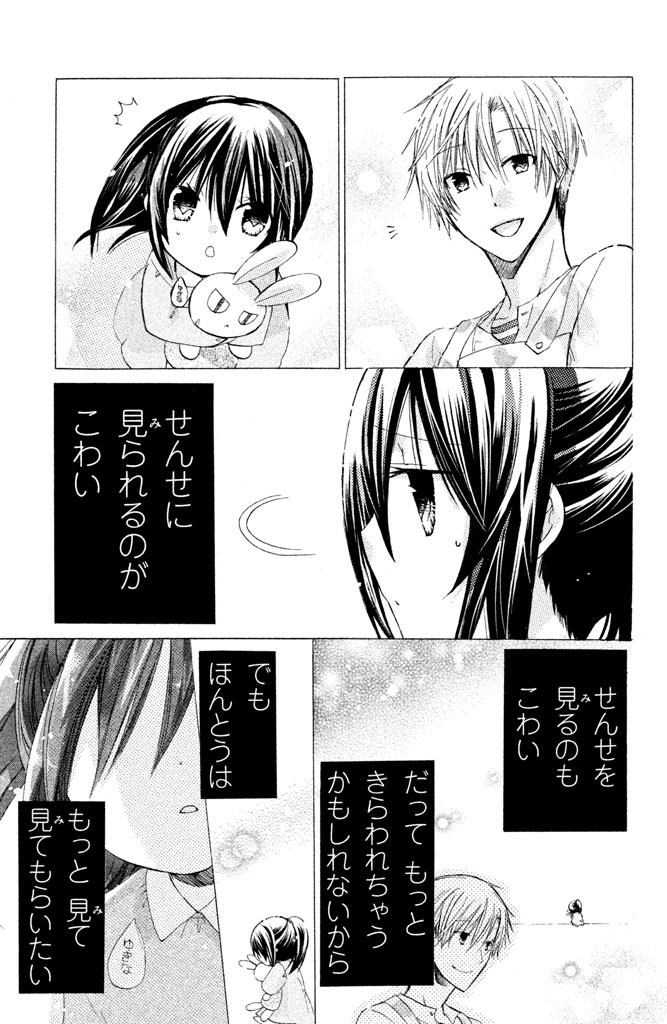 せんせに
見られるのが
こわい
せんせを
見るのも
こわい
だって もっと
きらわれちゃう
かもしれないから
でも
ほんとうは
もっと 見て
見てもらいたい
ゆきな